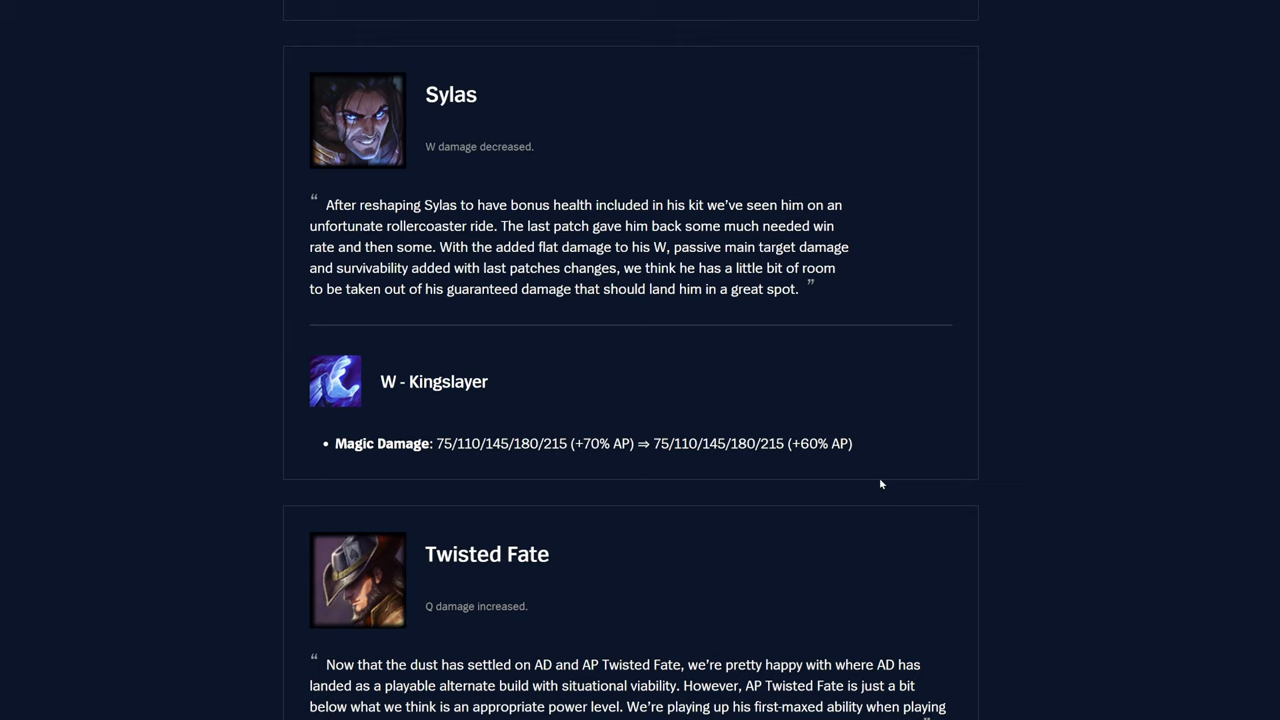 Sylas
W damage decreased.
“ After reshaping Sylas to have bonus health included in his kit we’ve seen him on an
unfortunate rollercoaster ride. The last patch gave him back some much needed win
rate and then some. With the added flat damage to his W, passive main target damage
and survivability added with last patches changes, we think he has a little bit of room
to be taken out of his guaranteed damage that should land him in a great spot. ”
W - Kingslayer
• Magic Damage: 75/110/145/180/215 (+70% AP) ⇒ 75/110/145/180/215 (+60% AP)
Twisted Fate
Q damage increased.
“ Now that the dust has settled on AD and AP Twisted Fate, we’re pretty happy with where AD has
landed as a playable alternate build with situational viability. However, AP Twisted Fate is just a bit
below what we think is an appropriate power level. We’re playing up his first-maxed ability when playing